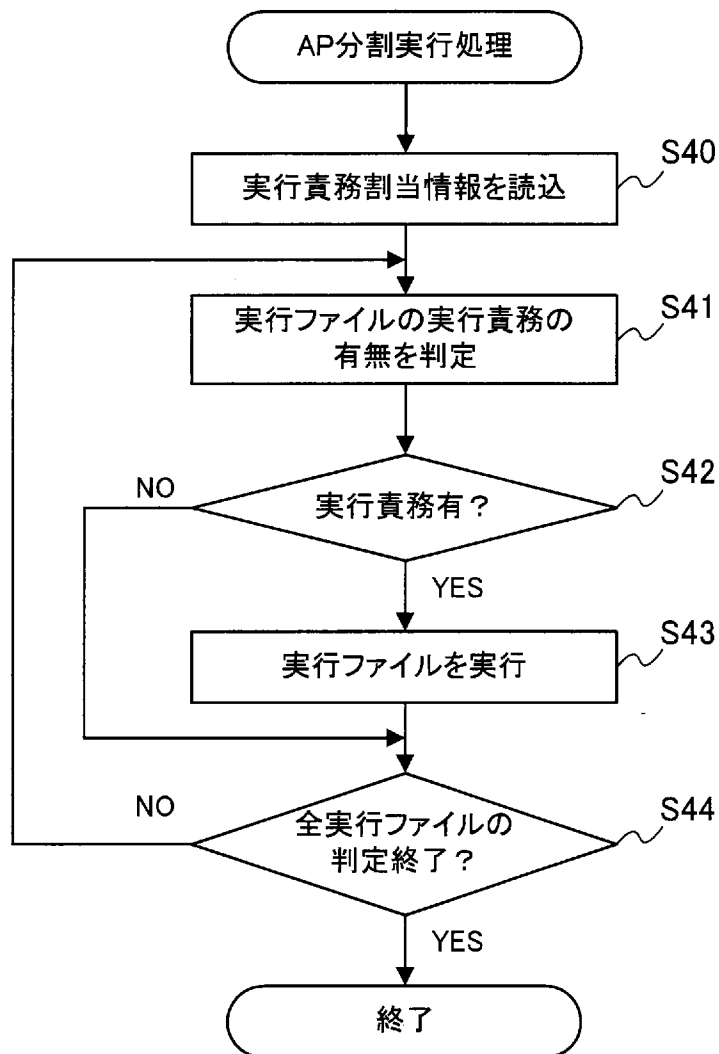 AP分割実行処理
S40
実行責務割当情報を読込
S41
実行ファイルの実行責務の
有無を判定
S42
NO
実行責務有?
YES
S43
実行ファイルを実行
NO
S44
全実行ファイルの
判定終了?
YES
終了